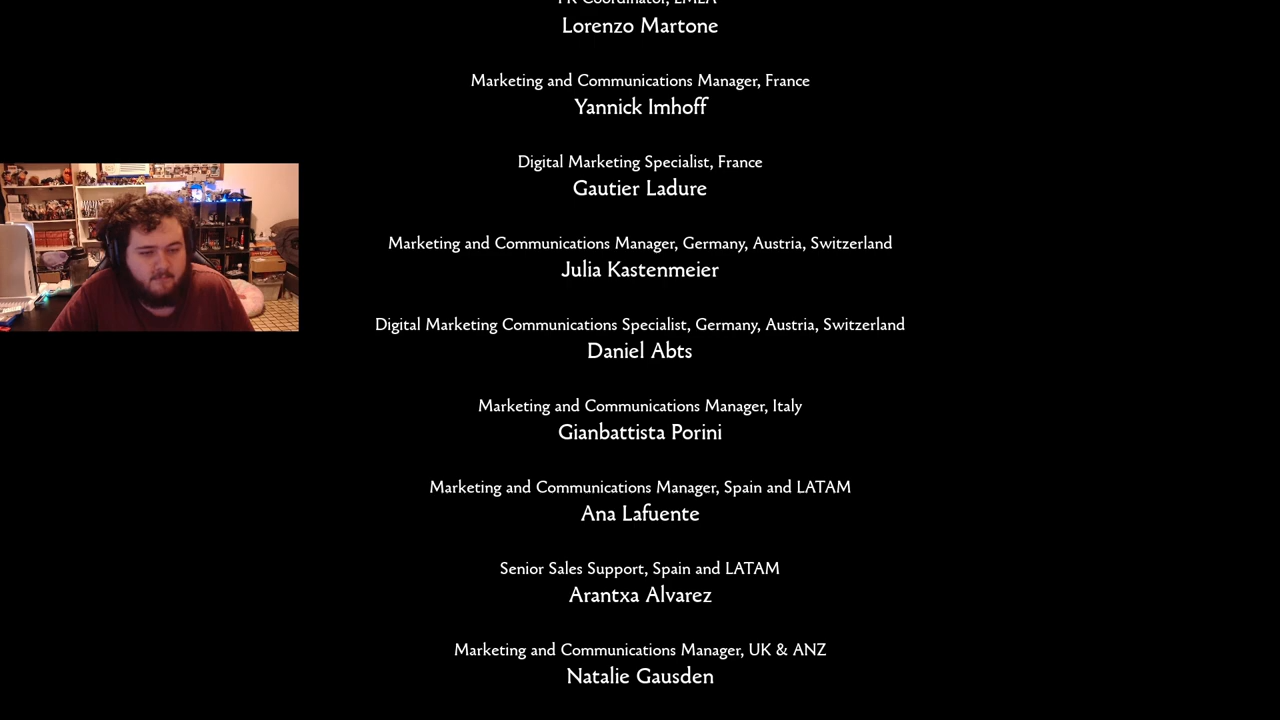 PR Coordinator, EMEA
Lorenzo Martone
Marketing and Communications Manager, France
Yannick Imhoff
Digital Marketing Specialist, France
Gautier Ladure
Marketing and Communications Manager, Germany, Austria, Switzerland
Julia Kastenmeier
Digital Marketing Communications Specialist, Germany, Austria, Switzerland
Daniel Abts
Marketing and Communications Manager, Italy
Gianbattista Porini
Marketing and Communications Manager, Spain and LATAM
Ana Lafuente
Senior Sales Support, Spain and LATAM
Arantxa Alvarez
Marketing and Communications Manager, UK & ANZ
Natalie Gausden